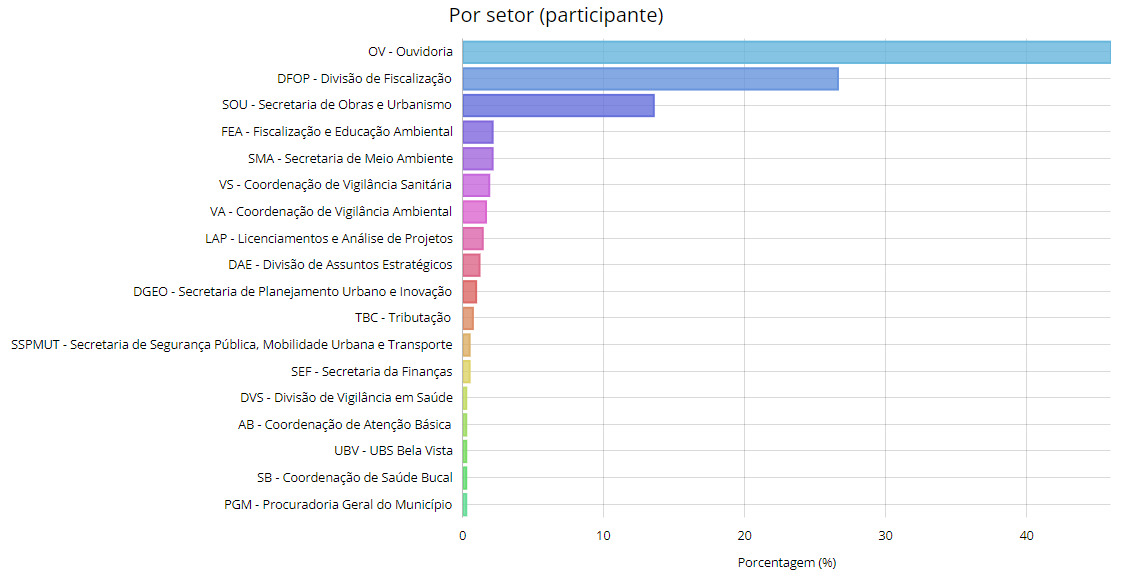 Por setor (participante)
OV - Ouvidoria
DFOP - Divisão de Fiscalização
SOU - Secretaria de Obras e Urbanismo
FEA - Fiscalização e Educação Ambiental
SMA - Secretaria de Meio Ambiente
VS - Coordenação de Vigilância Sanitária
VA - Coordenação de Vigilância Ambiental
LAP - Licenciamentos e Análise de Projetos
DAE - Divisão de Assuntos Estratégicos
DGEO - Secretaria de Planejamento Urbano e Inovação
TBC - Tributação
SSPMUT - Secretaria de Segurança Pública, Mobilidade Urbana e Transporte
SEF - Secretaria da Finanças
DVS - Divisão de Vigilância em Saúde
AB - Coordenação de Atenção Básica
UBV - UBS Bela Vista
SB - Coordenação de Saúde Bucal
PGM - Procuradoria Geral do Município
0 10 20 30 40
Porcentagem (%)